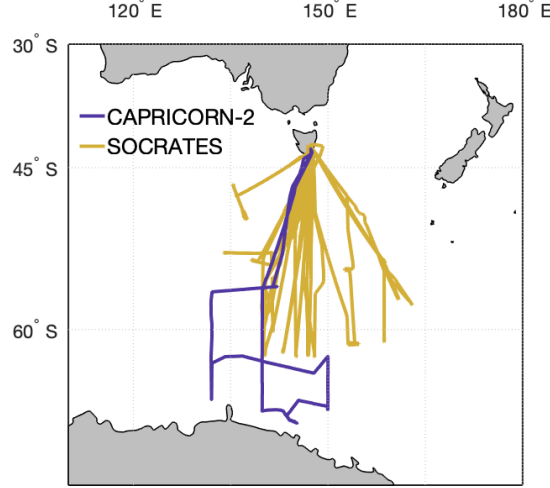 120° E 150° E 180° E
30° S
CAPRICORN-2
SOCRATES
45° S
60° S